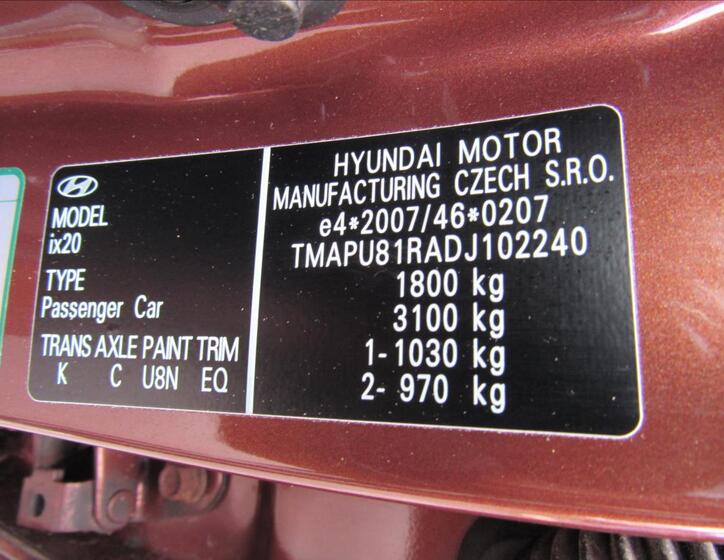 MODEL
ix20
TYPE
Passenger Car
TRANS AXLE PAINT TRIM
K C U8N EQ
HYUNDAI MOTOR
MANUFACTURING CZECH S.R.O.
e4*2007/46*0207
TMAPU81RADJ102240
1800 kg
3100 kg
1- 1030 kg
2- 970 kg